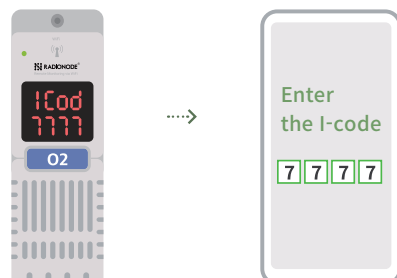 RADIONODE®
ICod
7777
O2
Enter
the I-code
7 7 7 7